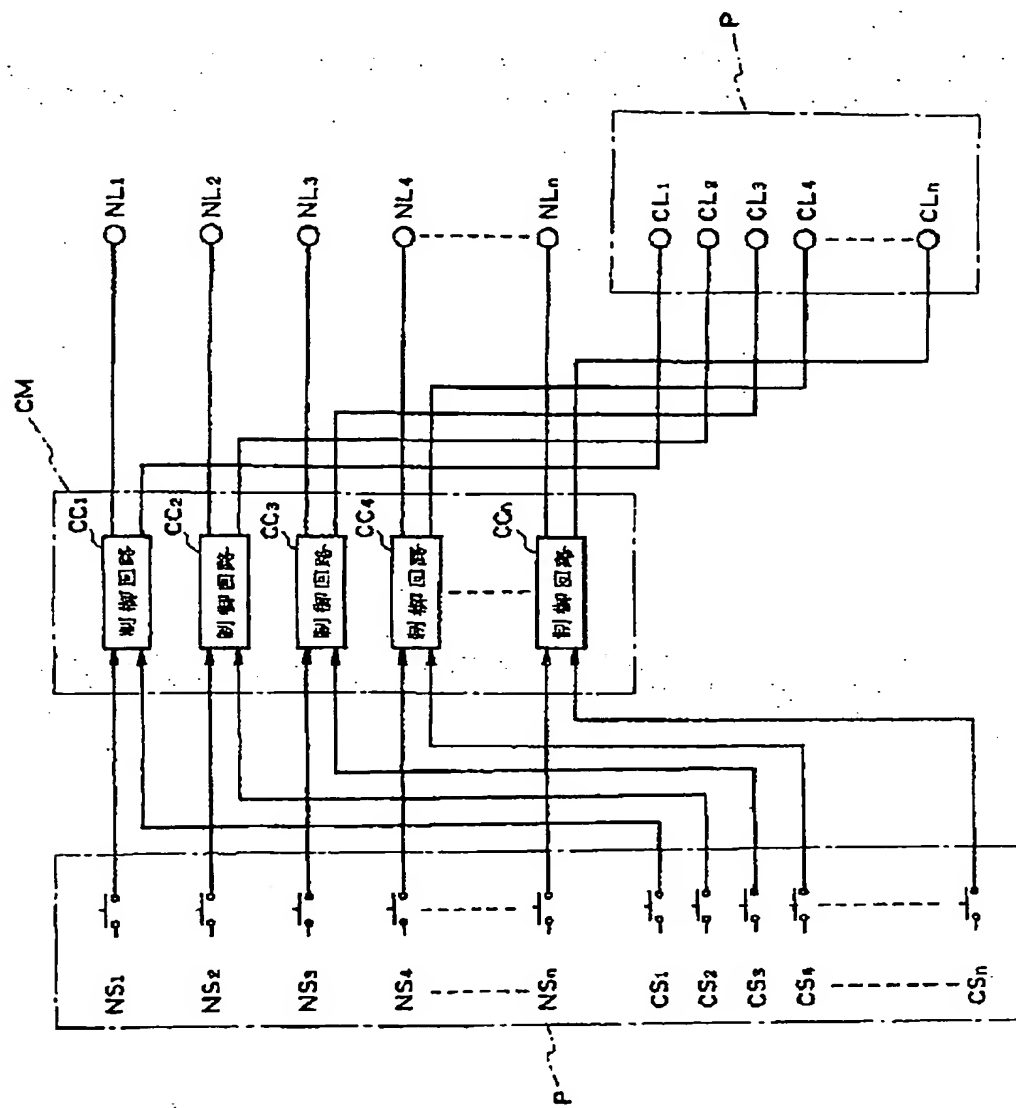 CM
P
CC1
制御回路
NL1
CC2
制御回路
NL2
CC3
制御回路
NL3
CC4
制御回路
NL4
CCn
制御回路
NLn
CL1
CL2
CL3
CL4
CLn
NS1
NS2
NS3
NS4
NSn
CS1
CS2
CS3
CS4
CSn
P